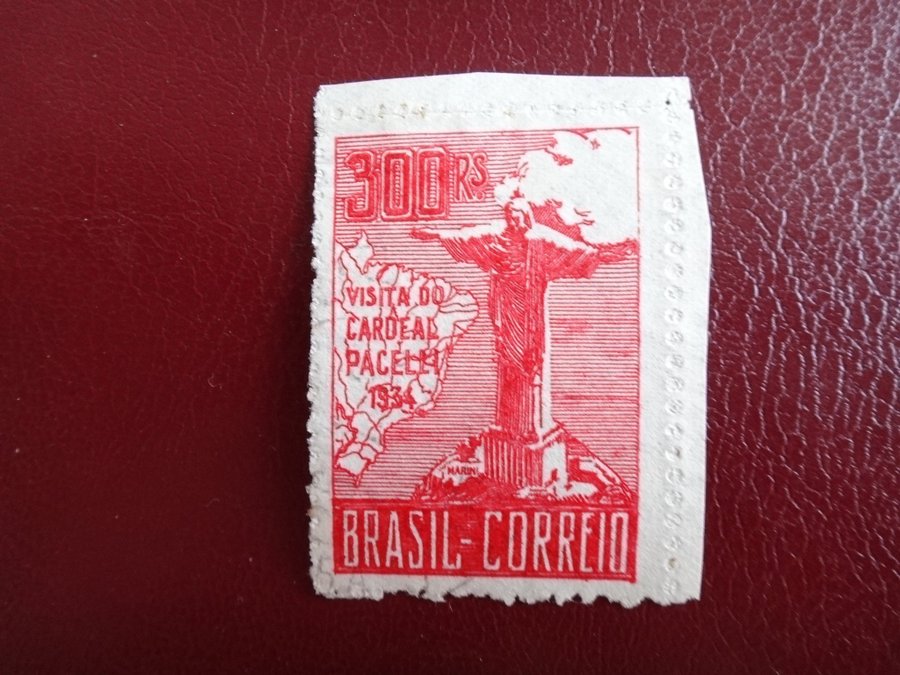 300 Rs.
VISITA DO
CARDEAL
PACELLI
1934
MARINI
BRASIL-CORREIO